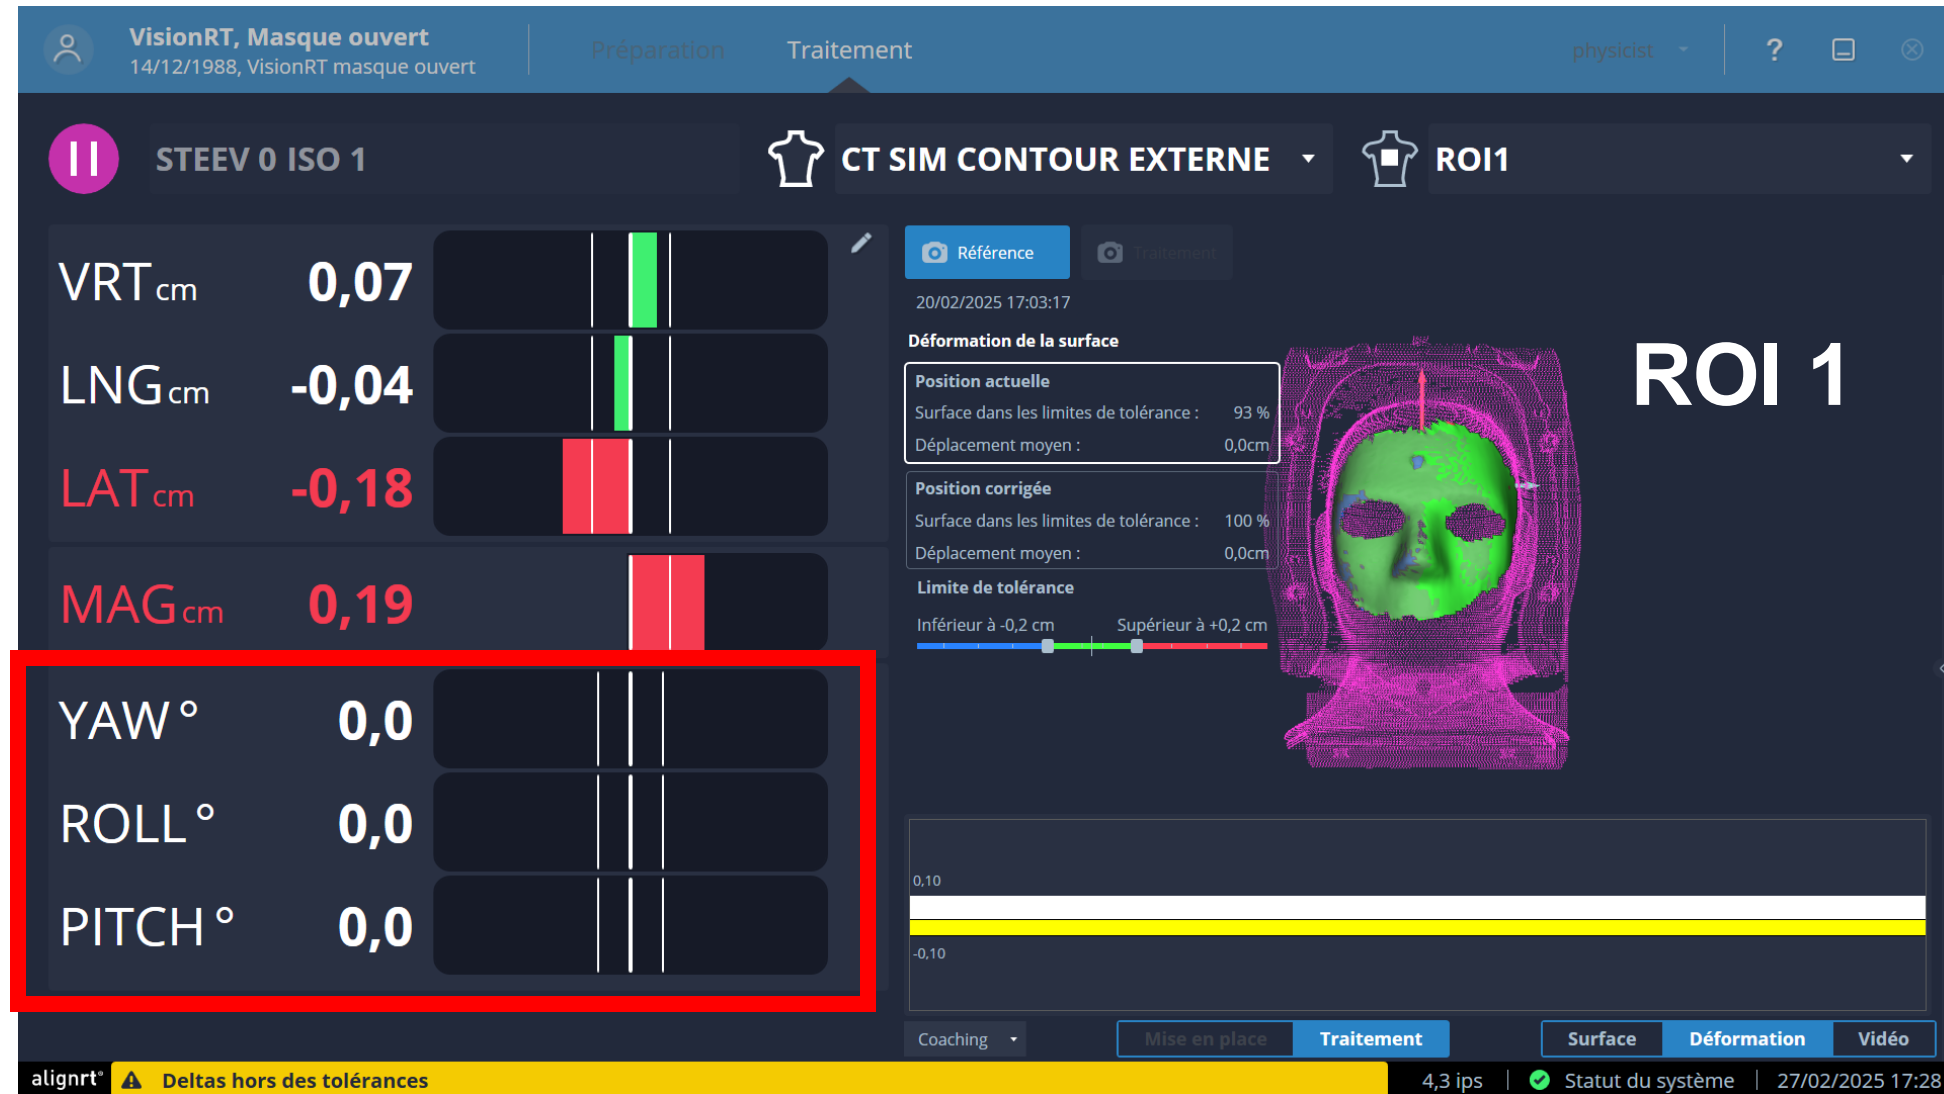 VisionRT, Masque ouvert
14/12/1988, VisionRT masque ouvert
Préparation
Traitement
physicist
?
STEEV 0 ISO 1
CT SIM CONTOUR EXTERNE
ROI1
VRT cm 0,07
LNG cm -0,04
LAT cm -0,18
MAG cm 0,19
YAW ° 0,0
ROLL ° 0,0
PITCH ° 0,0
Référence
Traitement
20/02/2025 17:03:17
Déformation de la surface
Position actuelle
Surface dans les limites de tolérance : 93 %
Déplacement moyen : 0,0cm
Position corrigée
Surface dans les limites de tolérance : 100 %
Déplacement moyen : 0,0cm
Limite de tolérance
Inférieur à -0,2 cm Supérieur à +0,2 cm
ROI 1
0,10
-0,10
Coaching
Mise en place
Traitement
Surface
Déformation
Vidéo
alignrt°
Deltas hors des tolérances
4,3 ips
Statut du système
27/02/2025 17:28